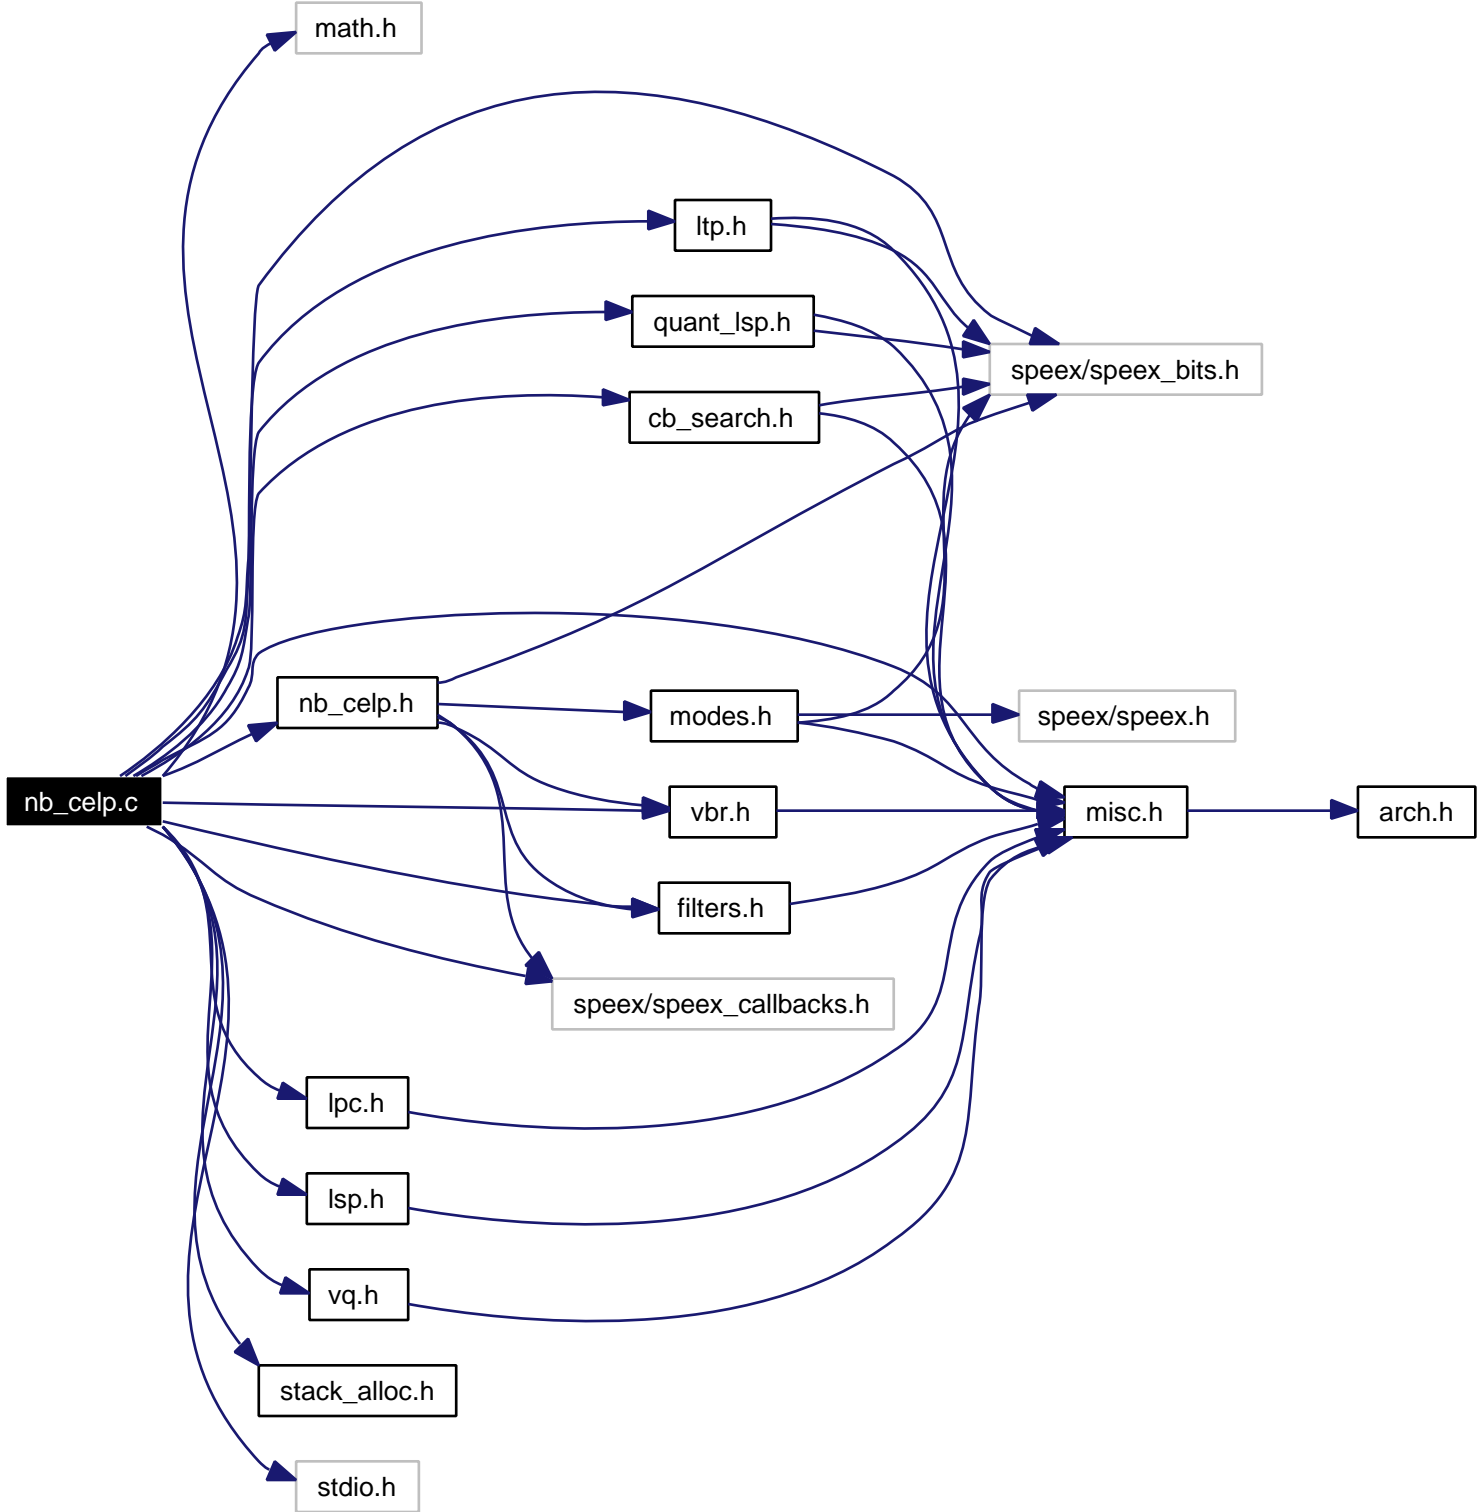 math.h
ltp.h
quant_lsp.h
speex/speex_bits.h
cb_search.h
nb_celp.h
modes.h
speex/speex.h
nb_celp.c
vbr.h
misc.h
arch.h
filters.h
speex/speex_callbacks.h
lpc.h
lsp.h
vq.h
stack_alloc.h
stdio.h